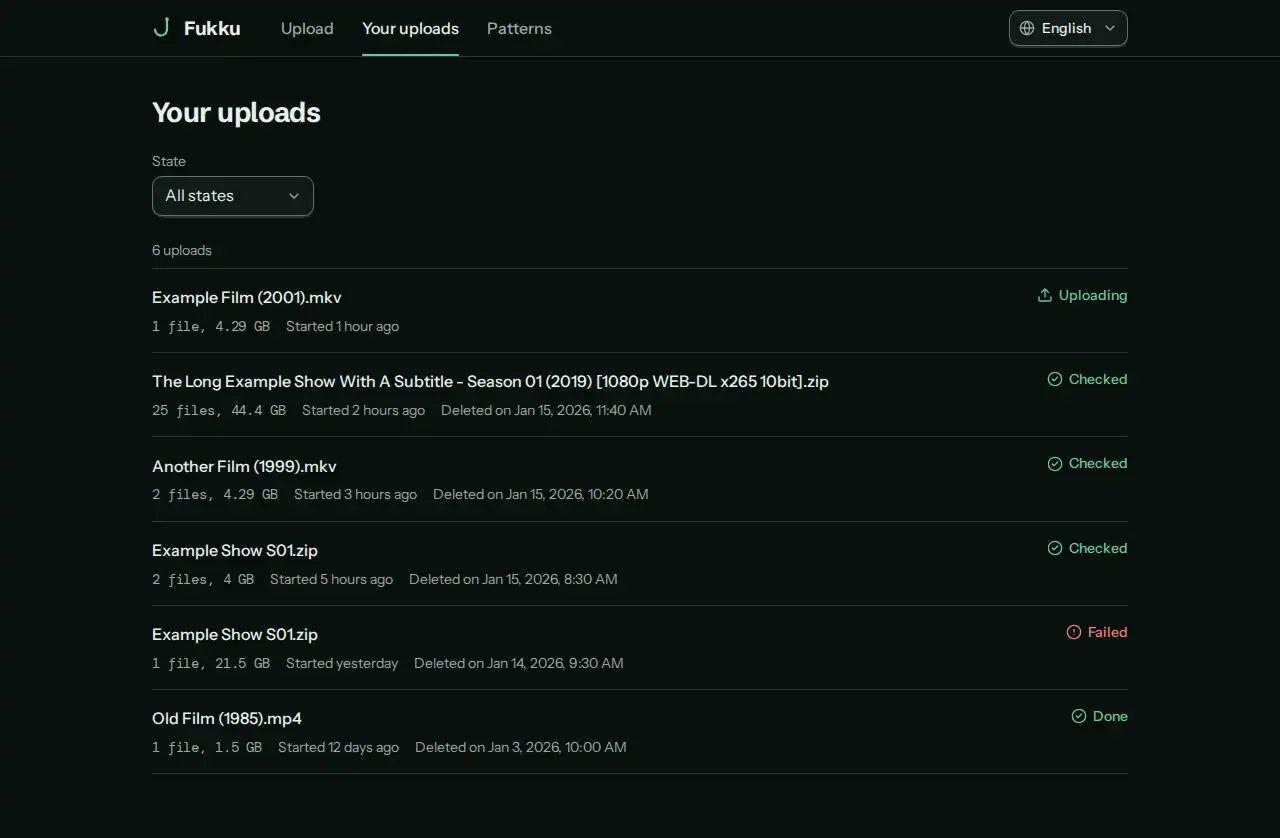 Fukku
Upload
Your uploads
Patterns
English
Your uploads
State
All states
6 uploads
Example Film (2001).mkv
Uploading
1 file, 4.29 GB Started 1 hour ago
The Long Example Show With A Subtitle - Season 01 (2019) [1080p WEB-DL x265 10bit].zip
Checked
25 files, 44.4 GB Started 2 hours ago Deleted on Jan 15, 2026, 11:40 AM
Another Film (1999).mkv
Checked
2 files, 4.29 GB Started 3 hours ago Deleted on Jan 15, 2026, 10:20 AM
Example Show S01.zip
Checked
2 files, 4 GB Started 5 hours ago Deleted on Jan 15, 2026, 8:30 AM
Example Show S01.zip
Failed
1 file, 21.5 GB Started yesterday Deleted on Jan 14, 2026, 9:30 AM
Old Film (1985).mp4
Done
1 file, 1.5 GB Started 12 days ago Deleted on Jan 3, 2026, 10:00 AM